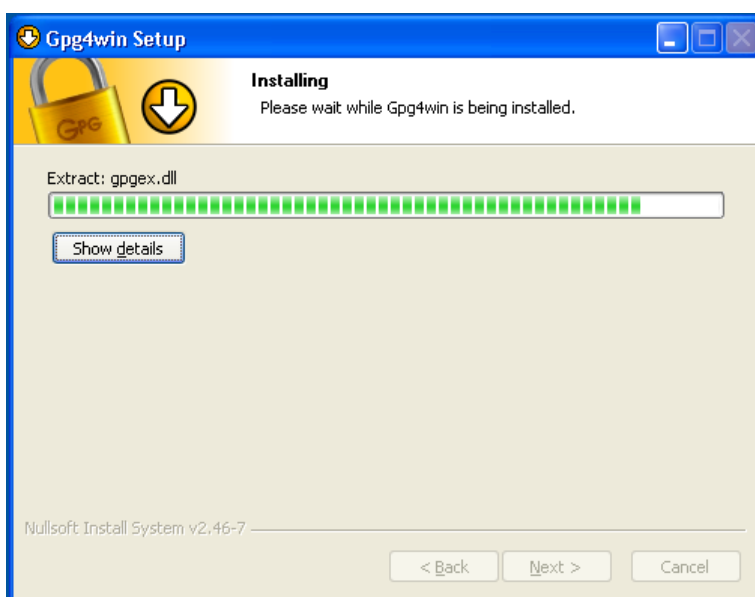 Gpg4win Setup
Installing
Please wait while Gpg4win is being installed.
GPG
Extract: gpgex.dll
Show details
Nullsoft Install System v2.46-7
< Back Next > Cancel